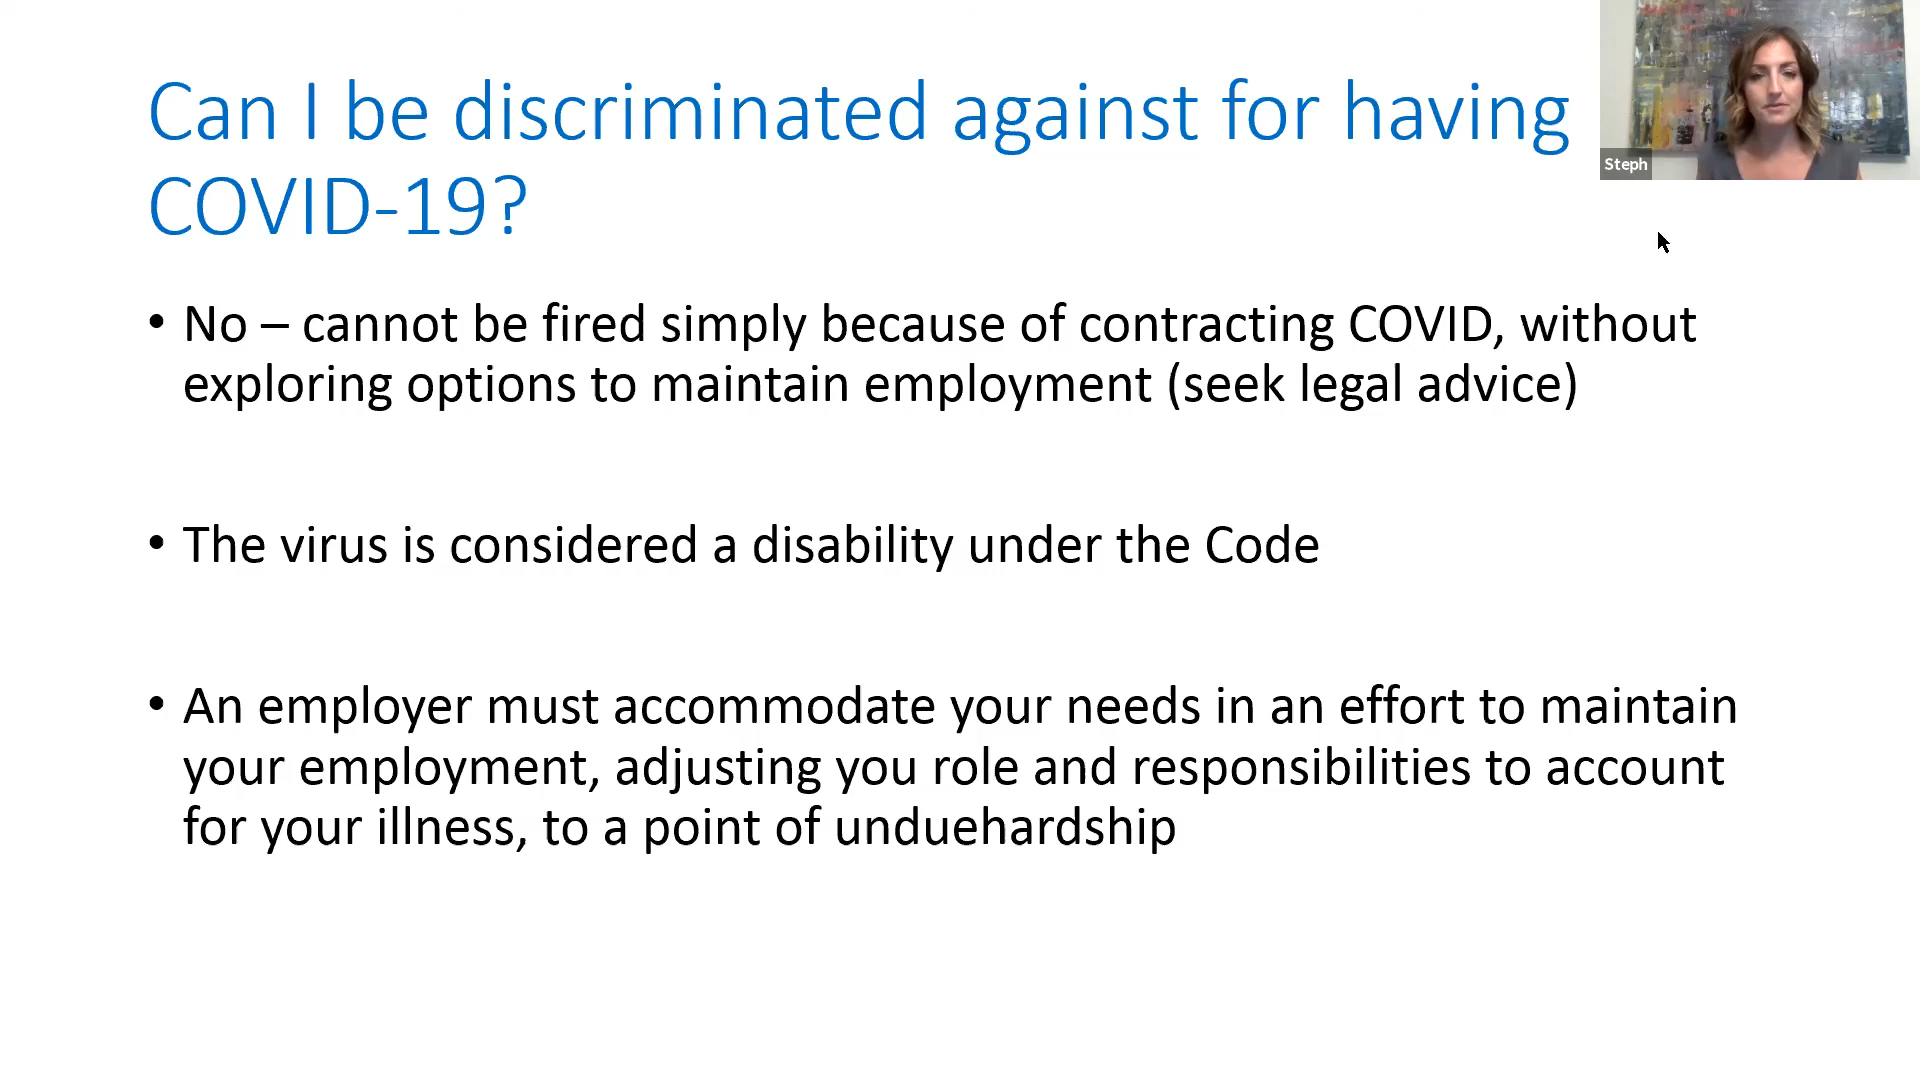 Can I be discriminated against for having
COVID-19?
Steph
• No – cannot be fired simply because of contracting COVID, without
exploring options to maintain employment (seek legal advice)
• The virus is considered a disability under the Code
• An employer must accommodate your needs in an effort to maintain
your employment, adjusting you role and responsibilities to account
for your illness, to a point of unduehardship